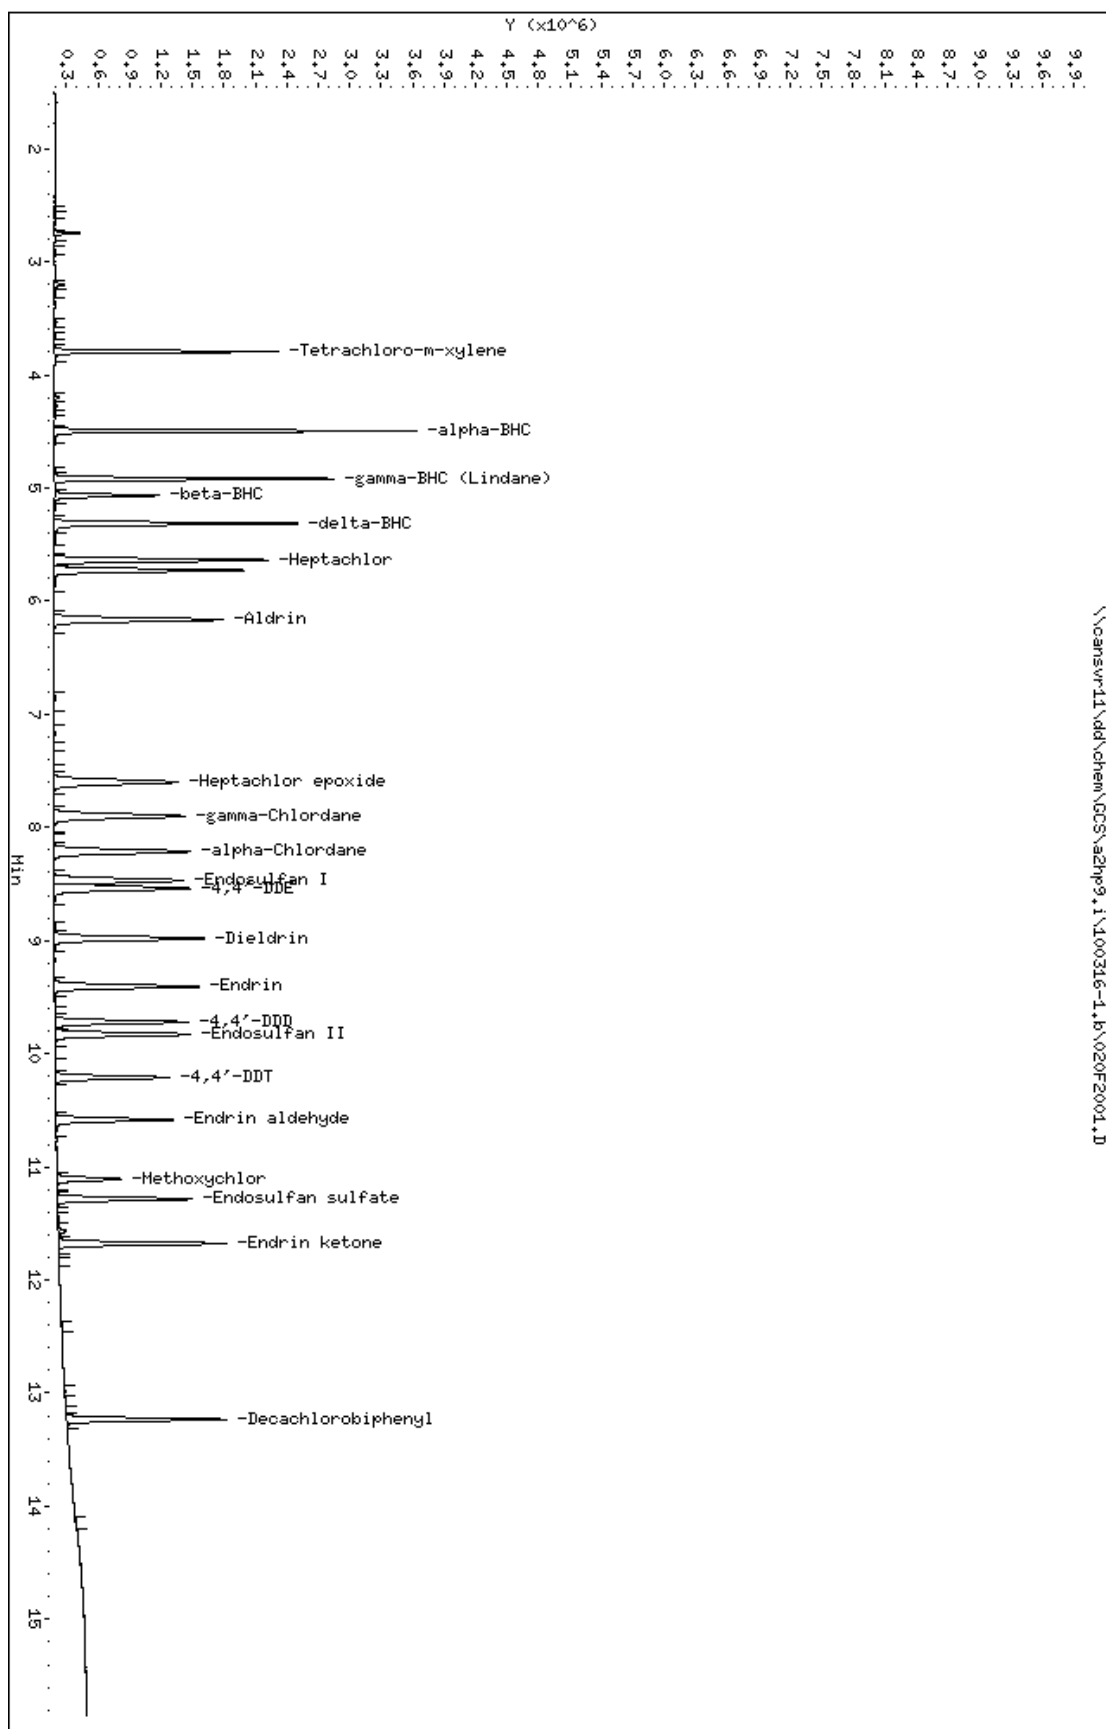 Y (x10^6)
0.3
0.6
0.9
1.2
1.5
1.8
2.1
2.4
2.7
3.0
3.3
3.6
3.9
4.2
4.5
4.8
5.1
5.4
5.7
6.0
6.3
6.6
6.9
7.2
7.5
7.8
8.1
8.4
8.7
9.0
9.3
9.6
9.9
\\cansvr11\dd\chem\GCS\a2hp9.i\100316-1.b\020F2001.D
2
3
4
5
6
7
8
9
10
11
12
13
14
15
Min
-Tetrachloro-m-xylene
-alpha-BHC
-gamma-BHC (Lindane)
-beta-BHC
-delta-BHC
-Heptachlor
-Aldrin
-Heptachlor epoxide
-gamma-Chlordane
-alpha-Chlordane
-Endosulfan I
-4,4'-DDE
-Dieldrin
-Endrin
-4,4'-DDD
-Endosulfan II
-4,4'-DDT
-Endrin aldehyde
-Methoxychlor
-Endosulfan sulfate
-Endrin ketone
-Decachlorobiphenyl